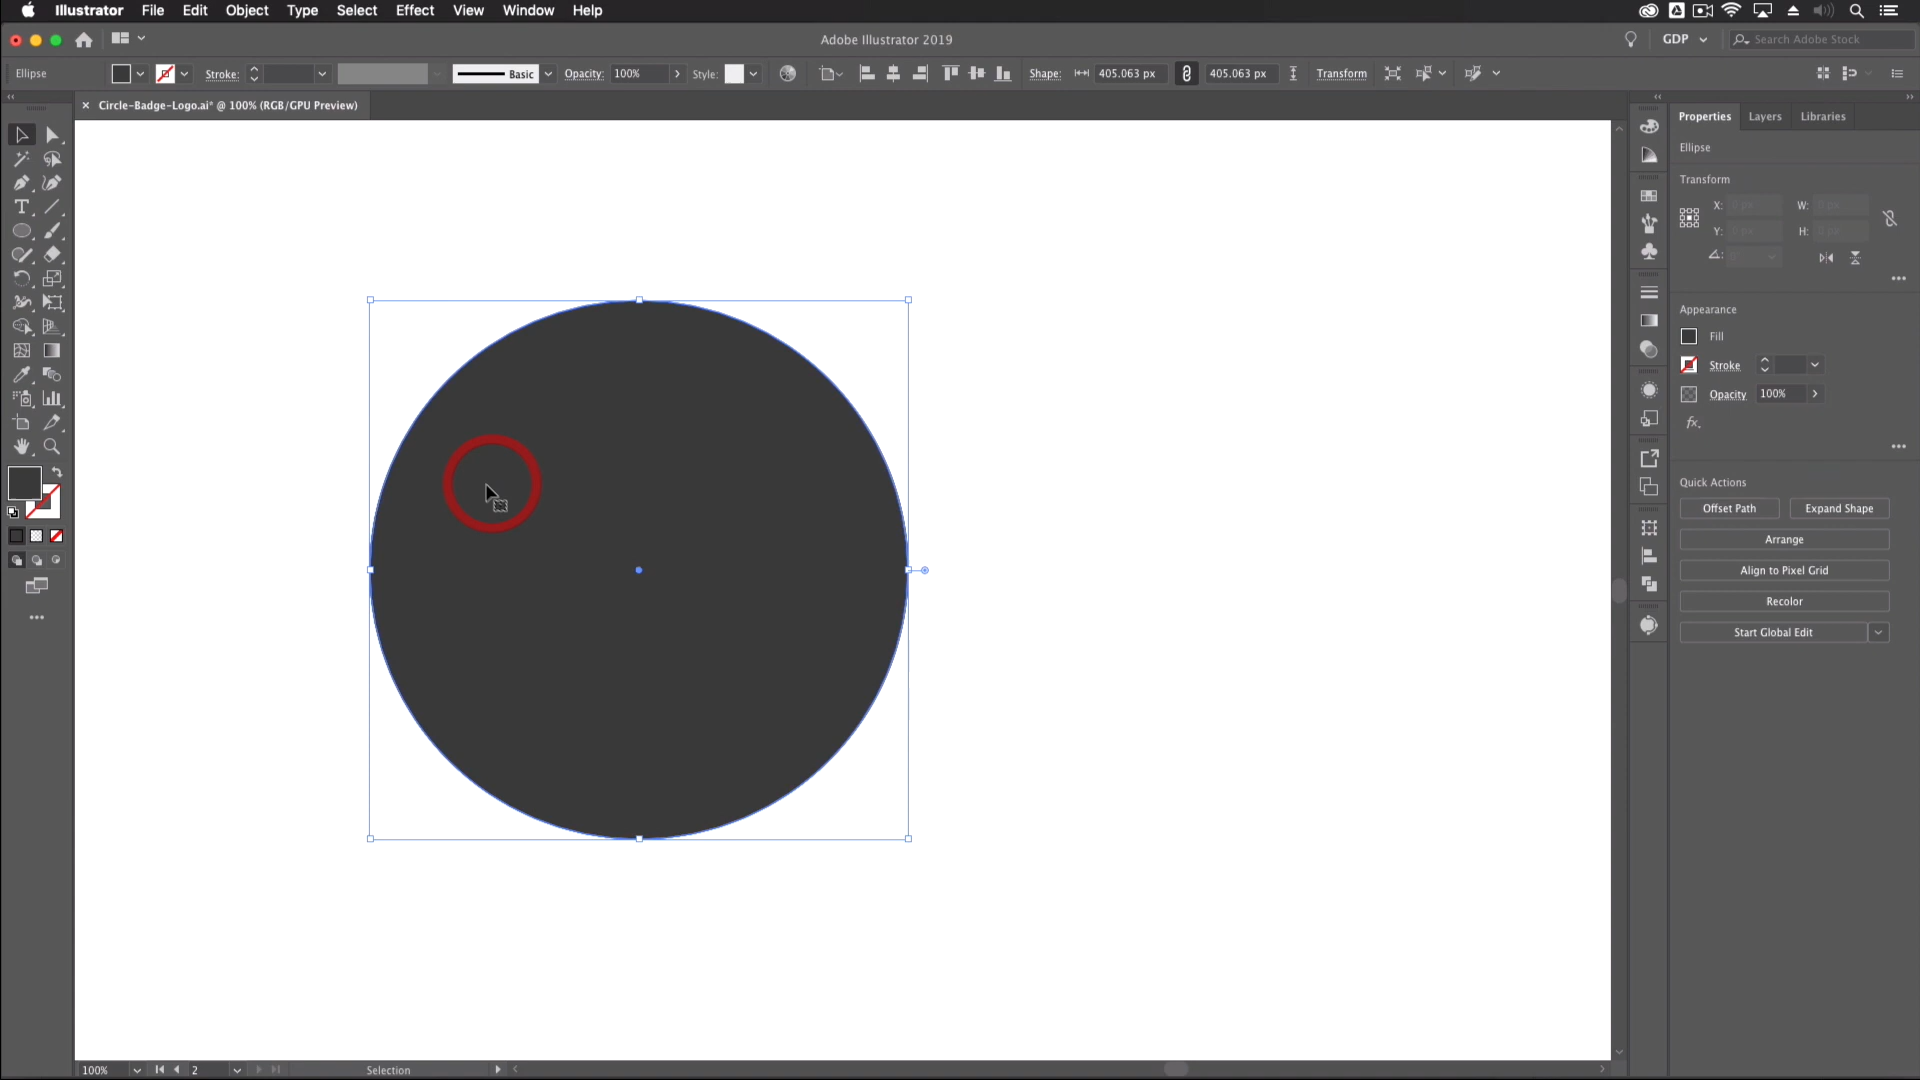 Illustrator File Edit Object Type Select Effect View Window Help
Adobe Illustrator 2019
GDP
Search Adobe Stock
Ellipse Stroke: Basic Opacity: 100% Style: Shape: 405.063 px 405.063 px Transform
× Circle-Badge-Logo.ai* @ 100% (RGB/GPU Preview)
Properties Layers Libraries
Ellipse
Transform
X: W:
Y: H:
Appearance
Fill
Stroke
Opacity 100%
fx.
Quick Actions
Offset Path Expand Shape
Arrange
Align to Pixel Grid
Recolor
Start Global Edit
100% 2 Selection